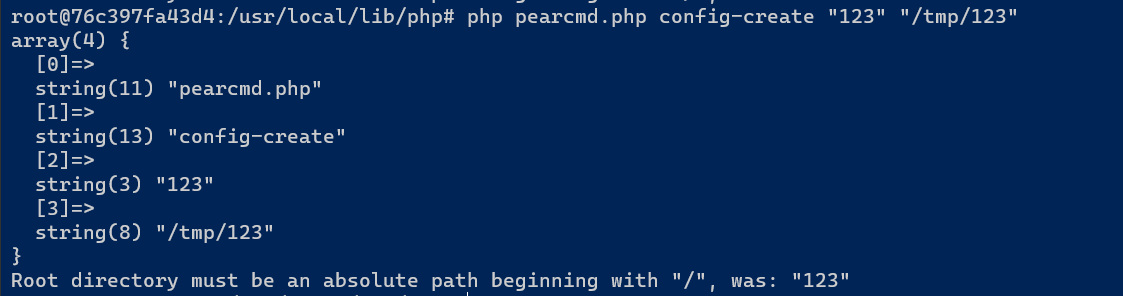 root@76c397fa43d4:/usr/local/lib/php# php pearcmd.php config-create "123" "/tmp/123"
array(4) {
  [0]=>
  string(11) "pearcmd.php"
  [1]=>
  string(13) "config-create"
  [2]=>
  string(3) "123"
  [3]=>
  string(8) "/tmp/123"
}
Root directory must be an absolute path beginning with "/", was: "123"